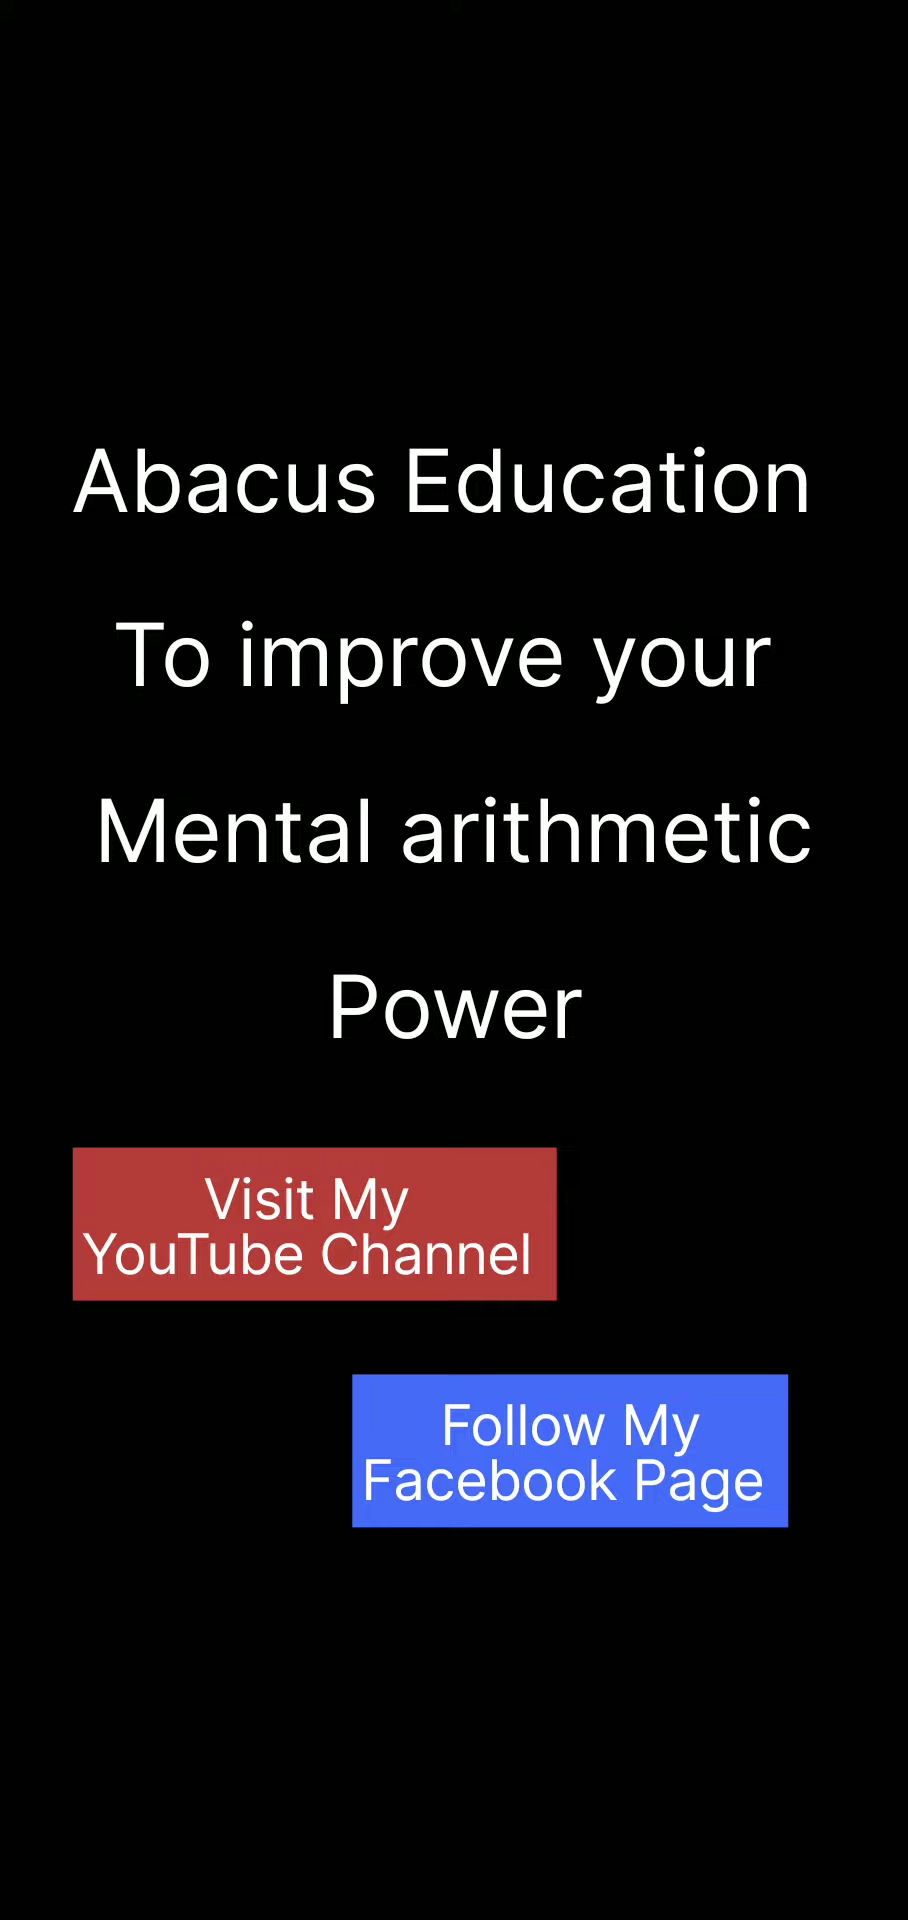 Abacus Education
To improve your
Mental arithmetic
Power
Visit My
YouTube Channel
Follow My
Facebook Page